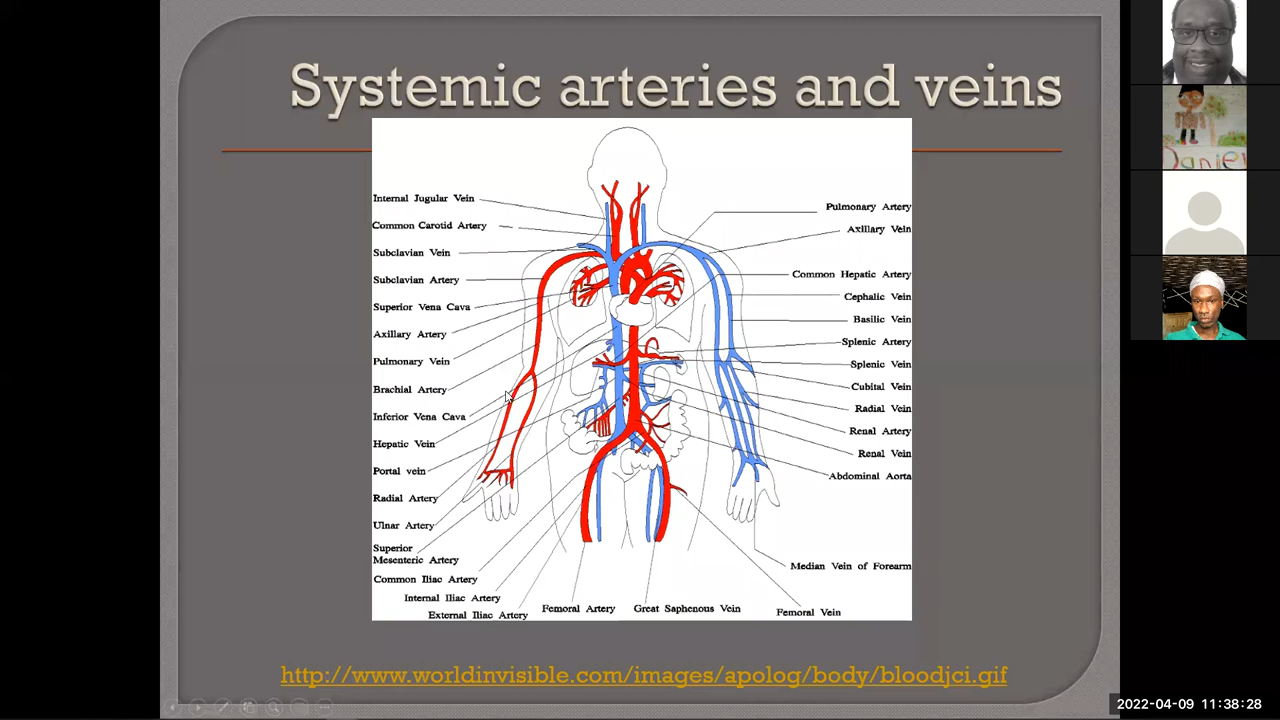 Systemic arteries and veins
Internal Jugular Vein
Common Carotid Artery
Subclavian Vein
Subclavian Artery
Superior Vena Cava
Axillary Artery
Pulmonary Vein
Brachial Artery
Inferior Vena Cava
Hepatic Vein
Portal vein
Radial Artery
Ulnar Artery
Superior
Mesenteric Artery
Common Iliac Artery
Internal Iliac Artery
External Iliac Artery
Femoral Artery
Great Saphenous Vein
Femoral Vein
Pulmonary Artery
Axillary Vein
Common Hepatic Artery
Cephalic Vein
Basilic Vein
Splenic Artery
Splenic Vein
Cubital Vein
Radial Vein
Renal Artery
Renal Vein
Abdominal Aorta
Median Vein of Forearm
http://www.worldinvisible.com/images/apolog/body/bloodjci.gif
Daniel
2022-04-09 11:38:28